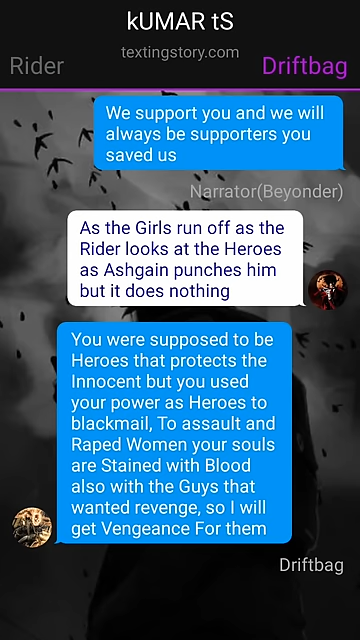 kUMAR tS
textingstory.com
Rider Driftbag
We support you and we will
always be supporters you
saved us
Narrator(Beyonder)
As the Girls run off as the
Rider looks at the Heroes
as Ashgain punches him
but it does nothing
You were supposed to be
Heroes that protects the
Innocent but you used
your power as Heroes to
blackmail, To assault and
Raped Women your souls
are Stained with Blood
also with the Guys that
wanted revenge, so I will
get Vengeance For them
Driftbag